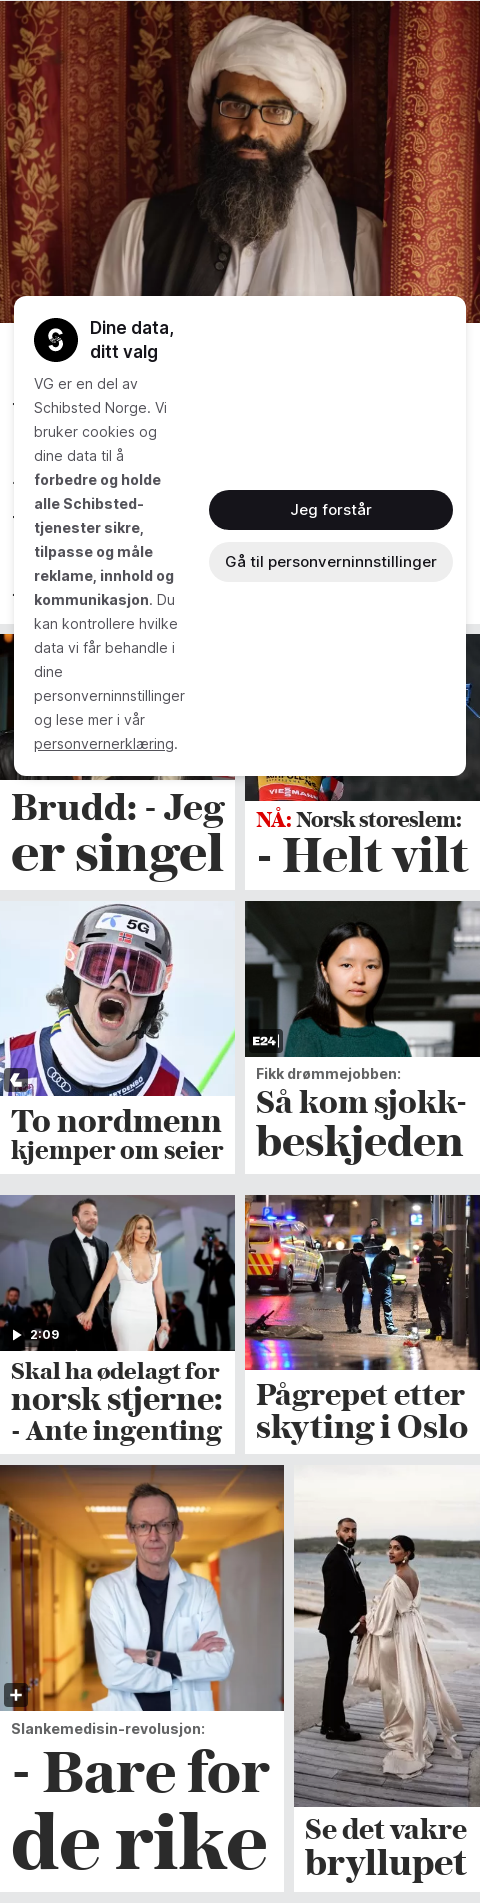 Dine data,
ditt valg
VG er en del av
Schibsted Norge. Vi
bruker cookies og
dine data til å
forbedre og holde
alle Schibsted-
tjenester sikre,
tilpasse og måle
reklame, innhold og
kommunikasjon. Du
kan kontrollere hvilke
data vi får behandle i
dine
personverninnstillinger
og lese mer i vår
personvernerklæring.
Jeg forstår
Gå til personverninnstillinger
VIESMANN
Brudd: - Jeg
er singel
NÅ: Norsk storeslem:
- Helt vilt
5G
Audi
E24
To nordmenn
kjemper om seier
Fikk drømmejobben:
Så kom sjokk-
beskjeden
2:09
Skal ha ødelagt for
norsk stjerne:
- Ante ingenting
Pågrepet etter
skyting i Oslo
+
Slankemedisin-revolusjon:
- Bare for
de rike
Se det vakre
bryllupet